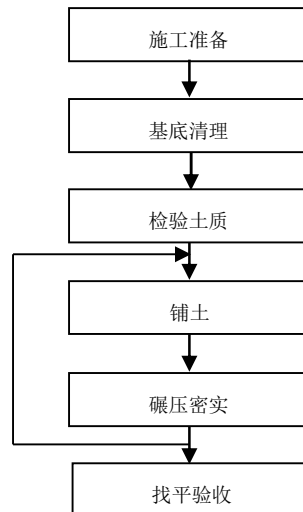 施工准备
基底清理
检验土质
铺土
碾压密实
找平验收